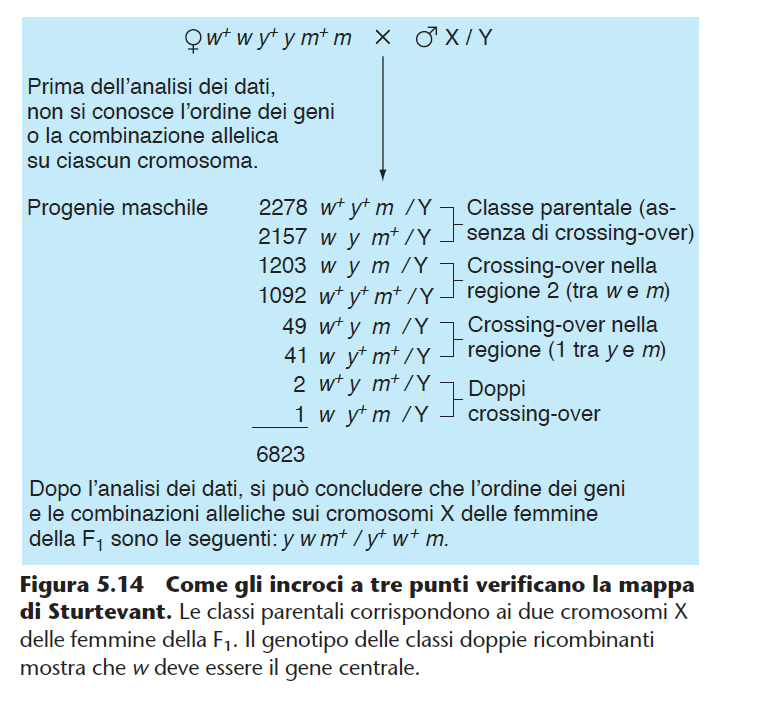 ♀ w⁺ w y⁺ y m⁺ m × ♂ X / Y
Prima dell'analisi dei dati,
non si conosce l'ordine dei geni
o la combinazione allelica
su ciascun cromosoma.
Progenie maschile
2278 w⁺ y⁺ m / Y
2157 w y m⁺ / Y
Classe parentale (as-
senza di crossing-over)
1203 w y m / Y
1092 w⁺ y⁺ m⁺ / Y
Crossing-over nella
regione 2 (tra w e m)
49 w⁺ y m / Y
41 w y⁺ m⁺ / Y
Crossing-over nella
regione (1 tra y e m)
2 w⁺ y m⁺ / Y
1 w y⁺ m / Y
Doppi
crossing-over
6823
Dopo l'analisi dei dati, si può concludere che l'ordine dei geni
e le combinazioni alleliche sui cromosomi X delle femmine
della F₁ sono le seguenti: y w m⁺ / y⁺ w⁺ m.
Figura 5.14 Come gli incroci a tre punti verificano la mappa
di Sturtevant. Le classi parentali corrispondono ai due cromosomi X
delle femmine della F₁. Il genotipo delle classi doppie ricombinanti
mostra che w deve essere il gene centrale.